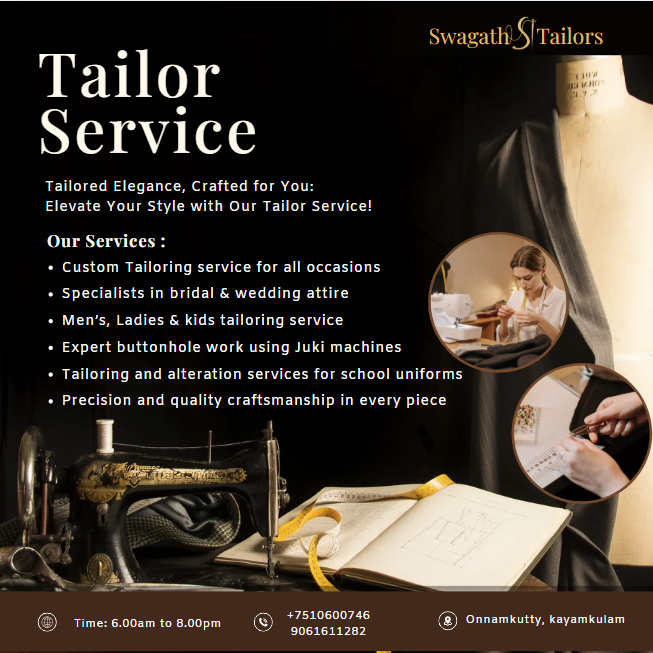 Swagath S Tailors
Tailor
Service
Tailored Elegance, Crafted for You:
Elevate Your Style with Our Tailor Service!
Our Services :
• Custom Tailoring service for all occasions
• Specialists in bridal & wedding attire
• Men’s, Ladies & kids tailoring service
• Expert buttonhole work using Juki machines
• Tailoring and alteration services for school uniforms
• Precision and quality craftsmanship in every piece
Time: 6.00am to 8.00pm
+7510600746
9061611282
Onnamkutty, kayamkulam